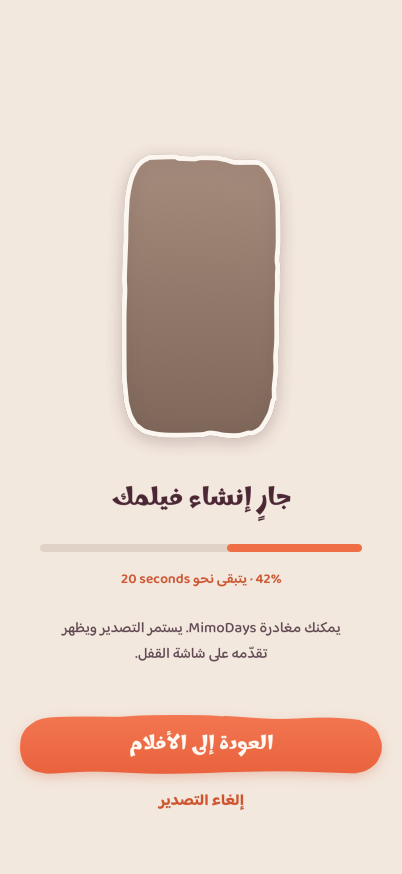 جارٍ إنشاء فيلمك
42% · يتبقى نحو 20 seconds
يمكنك مغادرة MimoDays. يستمر التصدير ويظهر
تقدّمه على شاشة القفل.
العودة إلى الأفلام
إلغاء التصدير